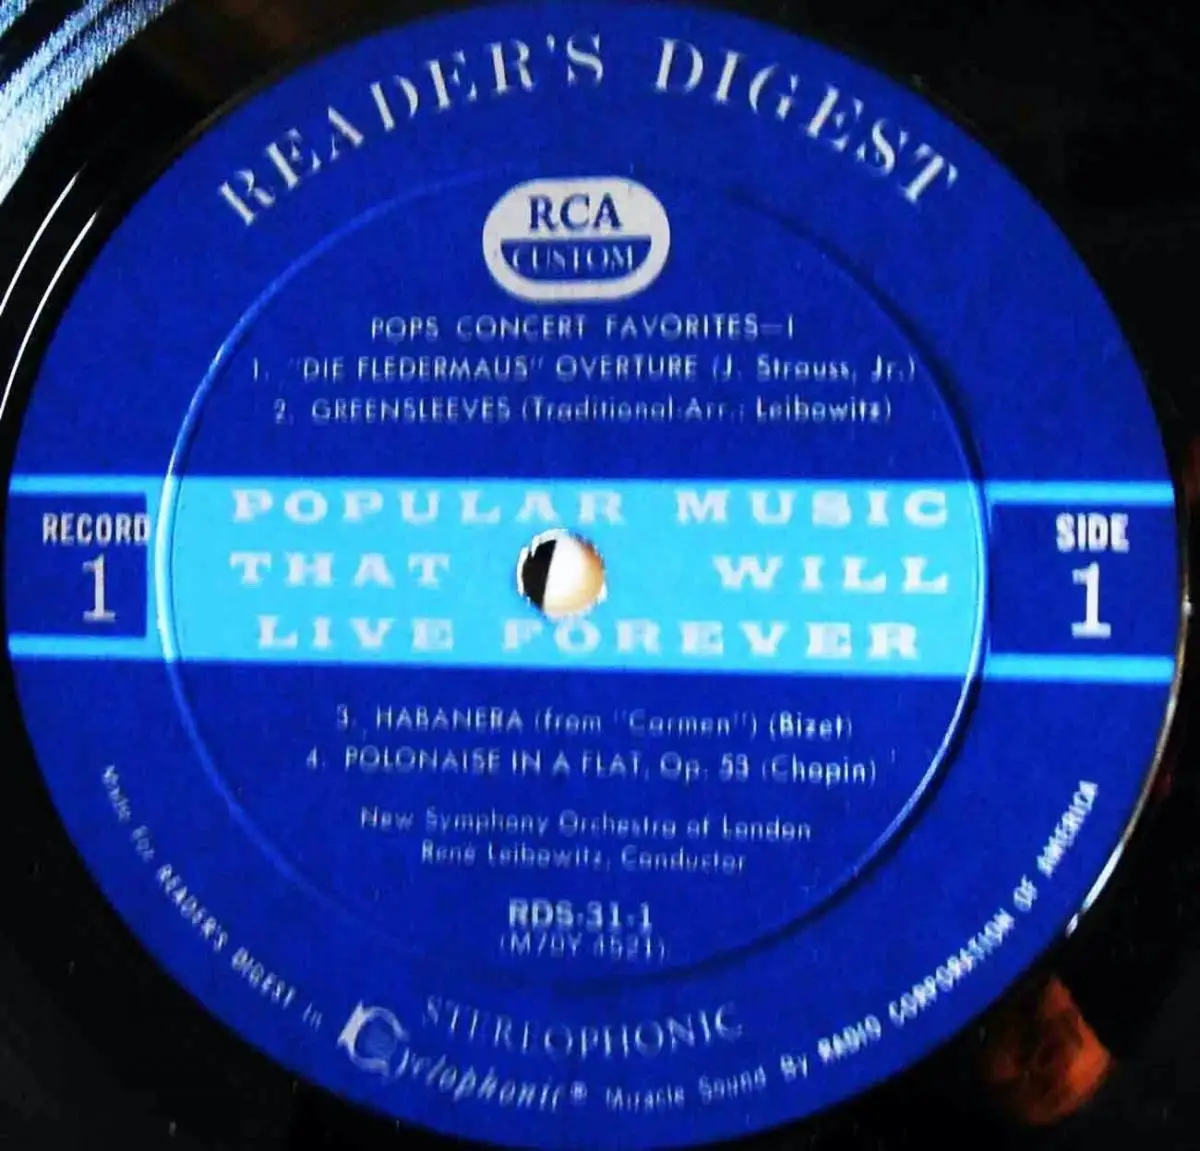 READER'S DIGEST
RCA
CUSTOM
POPS CONCERT FAVORITES—1
1. "DIE FLEDERMAUS" OVERTURE (J. Strauss, Jr.)
2. GREENSLEEVES (Traditional-Arr.: Leibowitz)
POPULAR MUSIC
THAT WILL
LIVE FOREVER
RECORD
1
SIDE
1
3. HABANERA (from "Carmen") (Bizet)
4. POLONAISE IN A FLAT, Op. 53 (Chopin)
New Symphony Orchestra of London
René Leibowitz, Conductor
RDS-31-1
(M70Y 4521)
STEREOPHONIC
Made For READER'S DIGEST in Cyclophonic® Miracle Sound By RADIO CORPORATION OF AMERICA